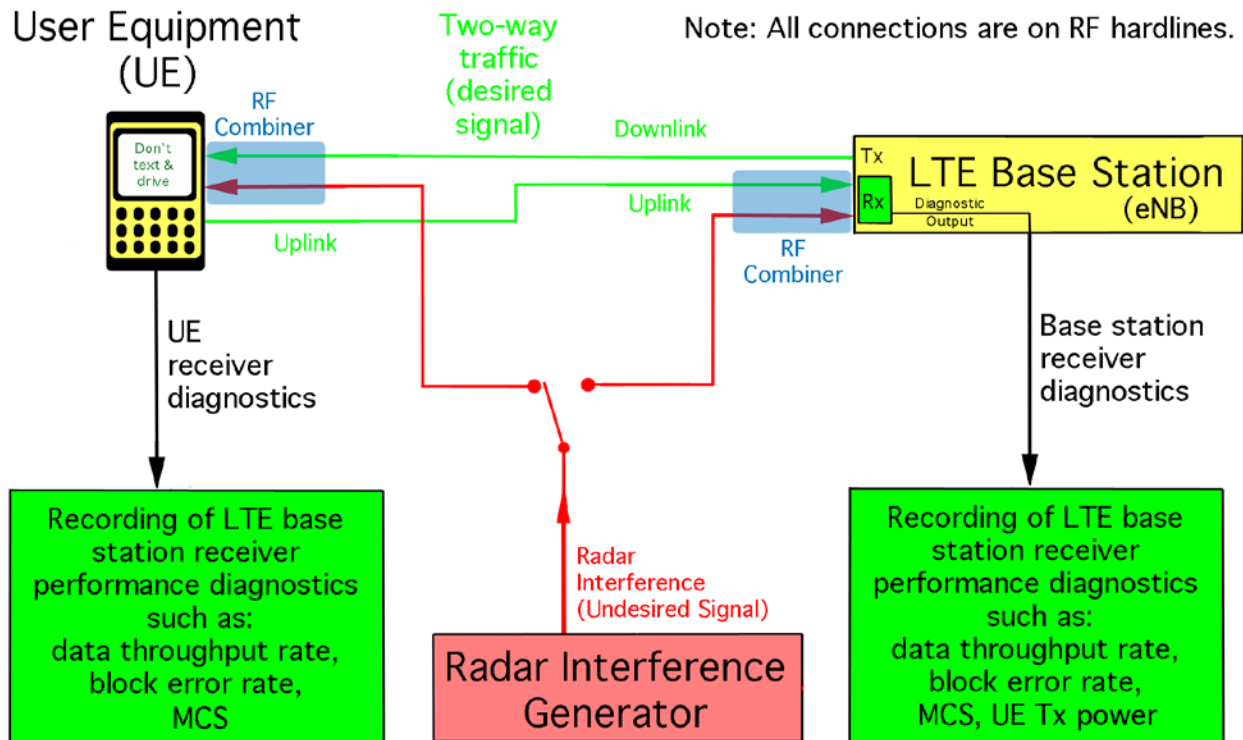 User Equipment
(UE)
Two-way
traffic
(desired
signal)
Note: All connections are on RF hardlines.
RF
Combiner
Don't
text &
drive
Downlink
Uplink
Uplink
Tx
Rx
LTE Base Station
(eNB)
Diagnostic
Output
RF
Combiner
UE
receiver
diagnostics
Base station
receiver
diagnostics
Recording of LTE base
station receiver
performance diagnostics
such as:
data throughput rate,
block error rate,
MCS
Radar
Interference
(Undesired Signal)
Radar Interference
Generator
Recording of LTE base
station receiver
performance diagnostics
such as:
data throughput rate,
block error rate,
MCS, UE Tx power